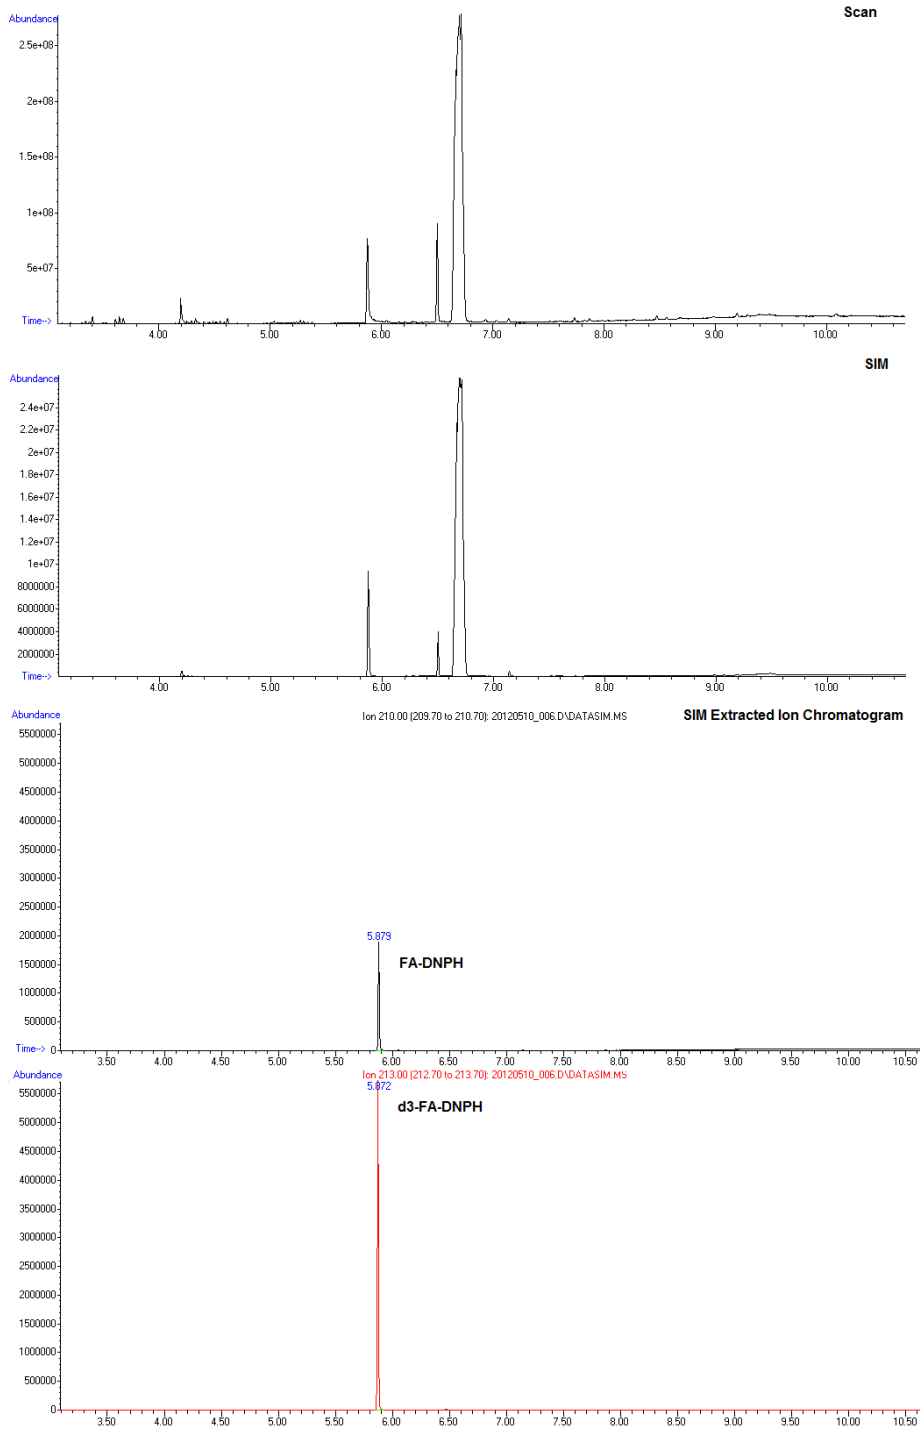 Scan
Abundance
2.5e+08
2e+08
1.5e+08
1e+08
5e+07
Time-->
4.00 5.00 6.00 7.00 8.00 9.00 10.00
SIM
Abundance
2.4e+07
2.2e+07
2e+07
1.8e+07
1.6e+07
1.4e+07
1.2e+07
1e+07
8000000
6000000
4000000
2000000
Time-->
4.00 5.00 6.00 7.00 8.00 9.00 10.00
Abundance Ion 210.00 (209.70 to 210.70): 20120510_006.D\DATASIM.MS SIM Extracted Ion Chromatogram
5500000
5000000
4500000
4000000
3500000
3000000
2500000
2000000
5.879
1500000
FA-DNPH
1000000
500000
0
Time-->
3.50 4.00 4.50 5.00 5.50 6.00 6.50 7.00 7.50 8.00 8.50 9.00 9.50 10.00 10.50
Abundance Ion 213.00 (212.70 to 213.70): 20120510_006.D\DATASIM.MS
5.872
5500000
d3-FA-DNPH
5000000
4500000
4000000
3500000
3000000
2500000
2000000
1500000
1000000
500000
0
3.50 4.00 4.50 5.00 5.50 6.00 6.50 7.00 7.50 8.00 8.50 9.00 9.50 10.00 10.50